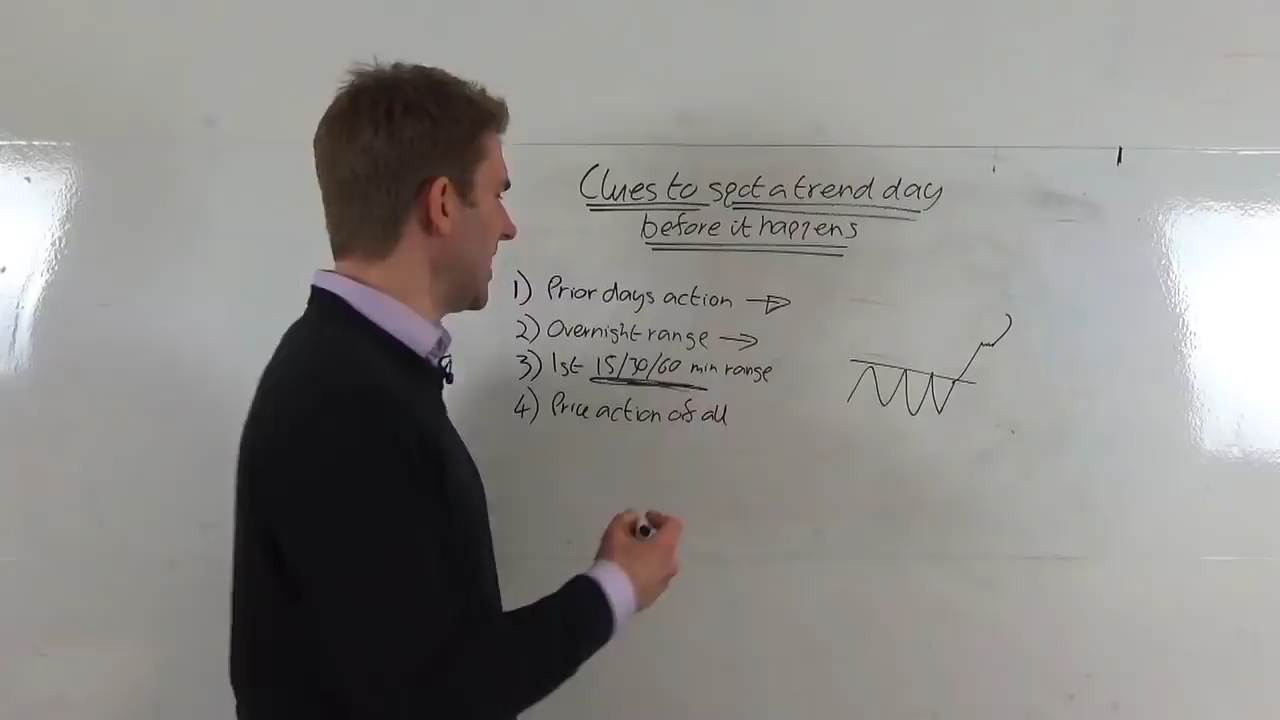 Clues to spot a trend day
before it happens
1) Prior days action →
2) Overnight range →
3) 1st 15/30/60 min range
4) Price action of all